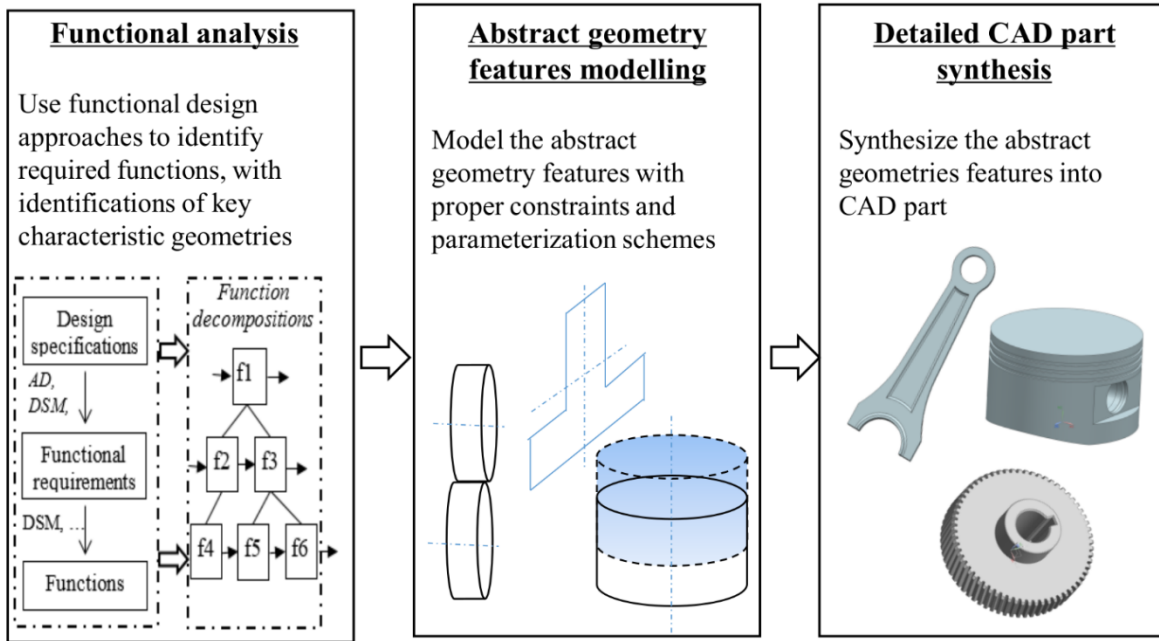 Functional analysis
Use functional design
approaches to identify
required functions, with
identifications of key
characteristic geometries
Design
specifications
AD,
DSM,
Functional
requirements
DSM, ...
Functions
Function
decompositions
f1
f2 f3
f4 f5 f6
Abstract geometry
features modelling
Model the abstract
geometry features with
proper constraints and
parameterization schemes
Detailed CAD part
synthesis
Synthesize the abstract
geometries features into
CAD part